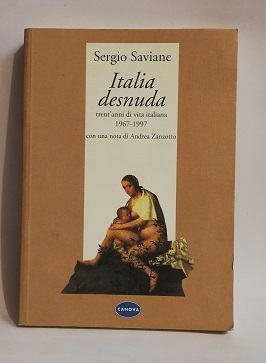 Sergio Saviane
Italia
desnuda
trent'anni di vita italiana
1967-1997
con una nota di Andrea Zanzotto
CANOVA